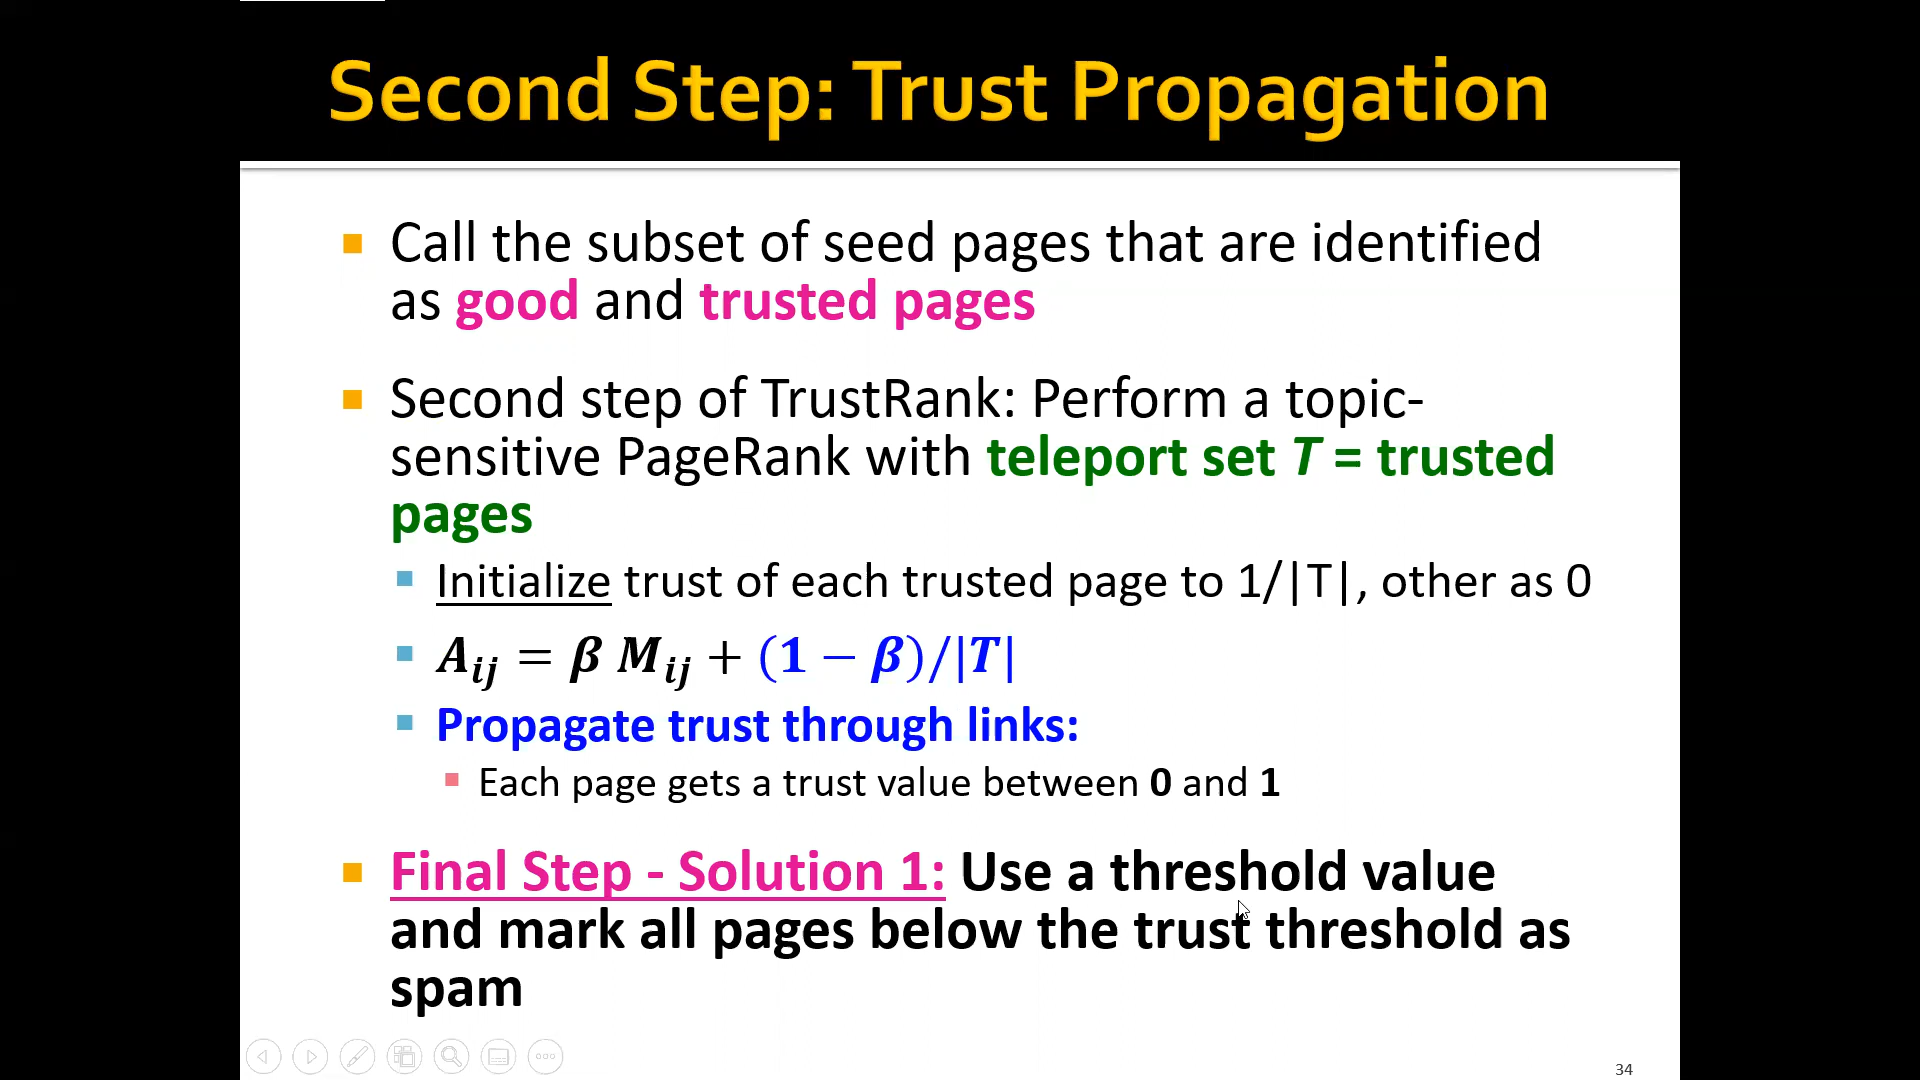 Second Step: Trust Propagation
Call the subset of seed pages that are identified
as good and trusted pages
Second step of TrustRank: Perform a topic-
sensitive PageRank with teleport set T = trusted
pages
Initialize trust of each trusted page to 1/|T|, other as 0
A_ij = β M_ij + (1 − β)/|T|
Propagate trust through links:
Each page gets a trust value between 0 and 1
Final Step - Solution 1: Use a threshold value
and mark all pages below the trust threshold as
spam
34